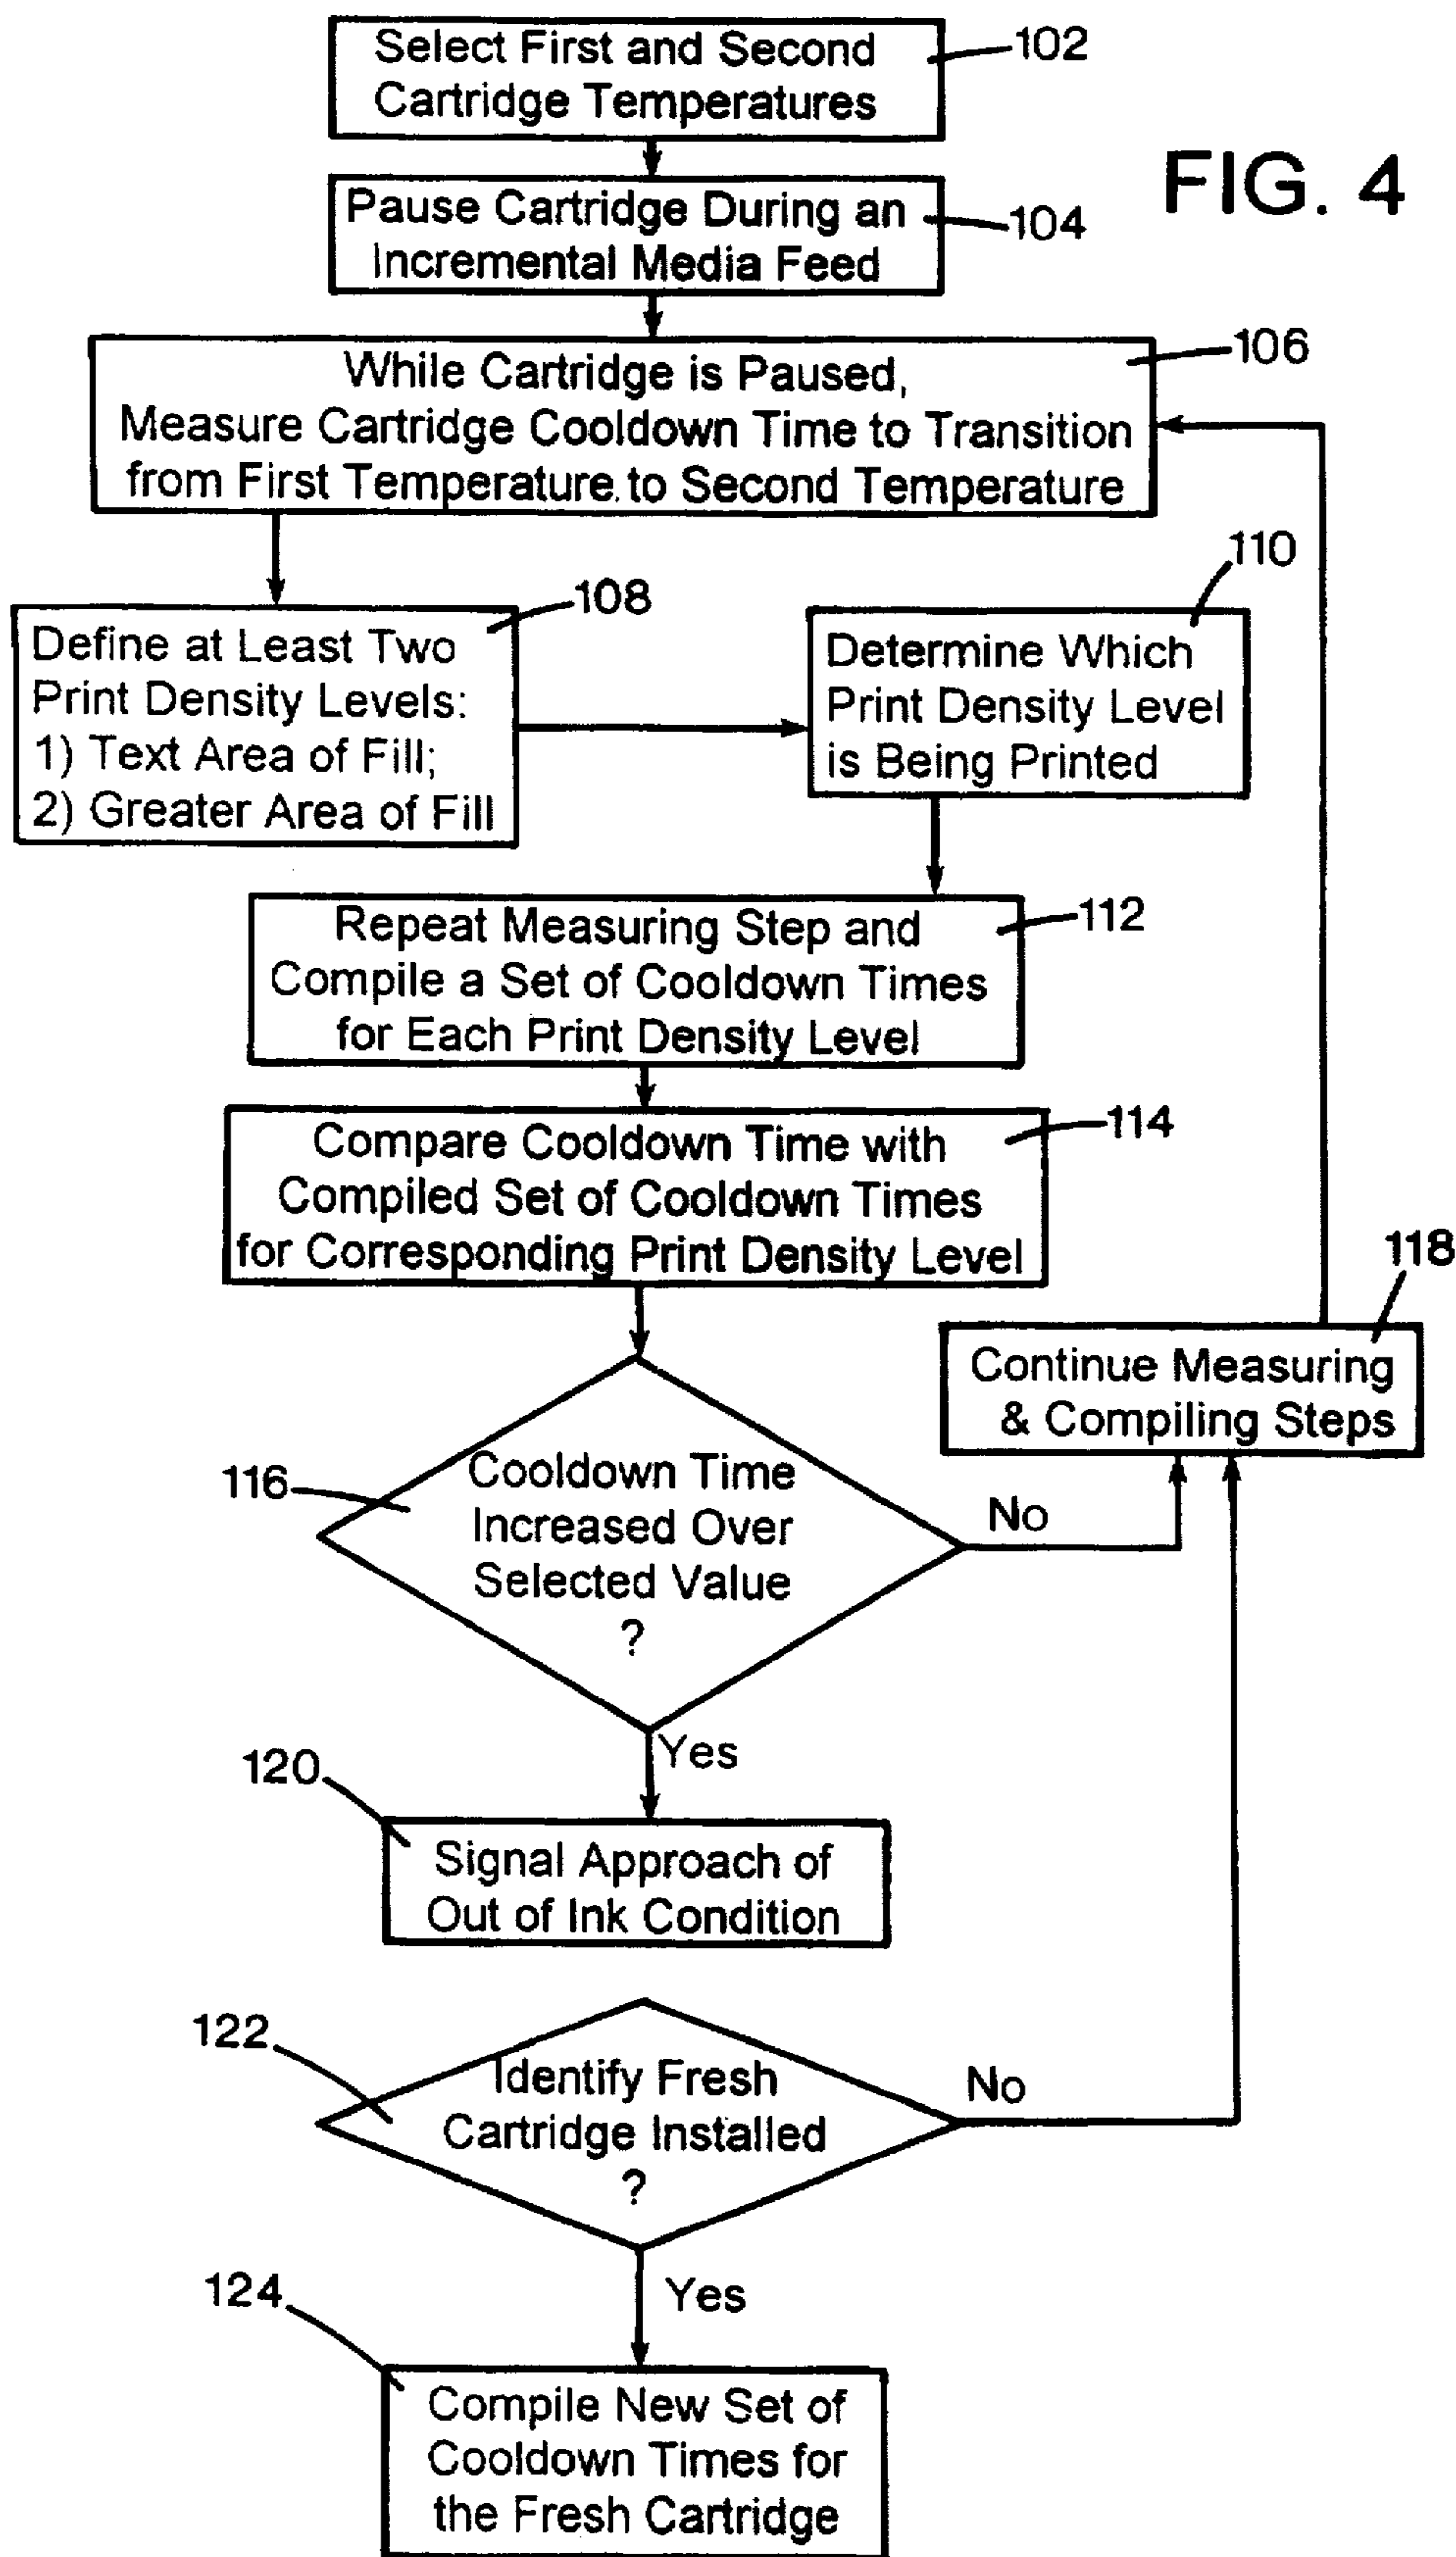 Select First and Second
Cartridge Temperatures
102
FIG. 4
Pause Cartridge During an
Incremental Media Feed
104
While Cartridge is Paused,
Measure Cartridge Cooldown Time to Transition
from First Temperature to Second Temperature
106
Define at Least Two
Print Density Levels:
1) Text Area of Fill;
2) Greater Area of Fill
108
Determine Which
Print Density Level
is Being Printed
110
Repeat Measuring Step and
Compile a Set of Cooldown Times
for Each Print Density Level
112
Compare Cooldown Time with
Compiled Set of Cooldown Times
for Corresponding Print Density Level
114
118
Continue Measuring
& Compiling Steps
116
Cooldown Time
Increased Over
Selected Value
?
No
Yes
120
Signal Approach of
Out of Ink Condition
122
Identify Fresh
Cartridge Installed
?
No
Yes
124
Compile New Set of
Cooldown Times for
the Fresh Cartridge